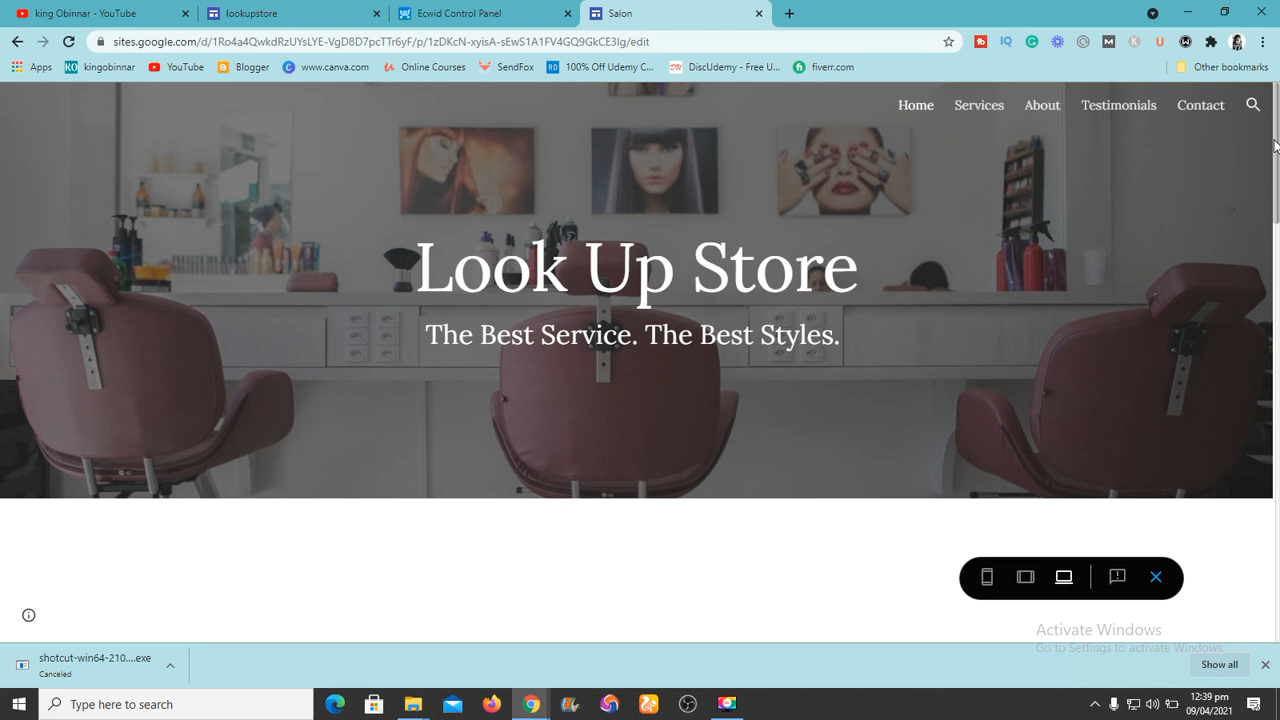 king Obinnar - YouTube
lookupstore
Ecwid Control Panel
Salon
sites.google.com/d/1Ro4a4QwkdRzUYsLYE-VgD8D7pcTTr6yF/p/1zDKcN-xyisA-sEwS1A1FV4GQ9GkCE3Ig/edit
Apps
kingobinnar
YouTube
Blogger
www.canva.com
Online Courses
SendFox
100% Off Udemy C...
DiscUdemy - Free U...
fiverr.com
Other bookmarks
Home
Services
About
Testimonials
Contact
Look Up Store
The Best Service. The Best Styles.
Activate Windows
Go to Settings to activate Windows.
shotcut-win64-210....exe
Canceled
Show all
Type here to search
12:39 pm
09/04/2021